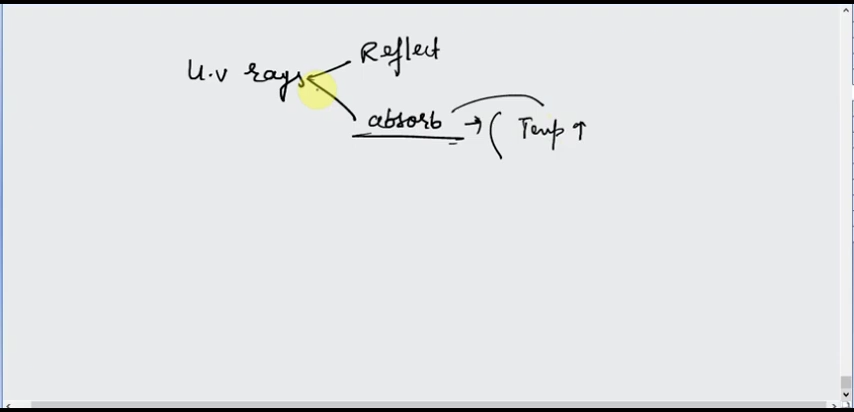 Reflect
U.V rays
absorb → ( Temp ↑